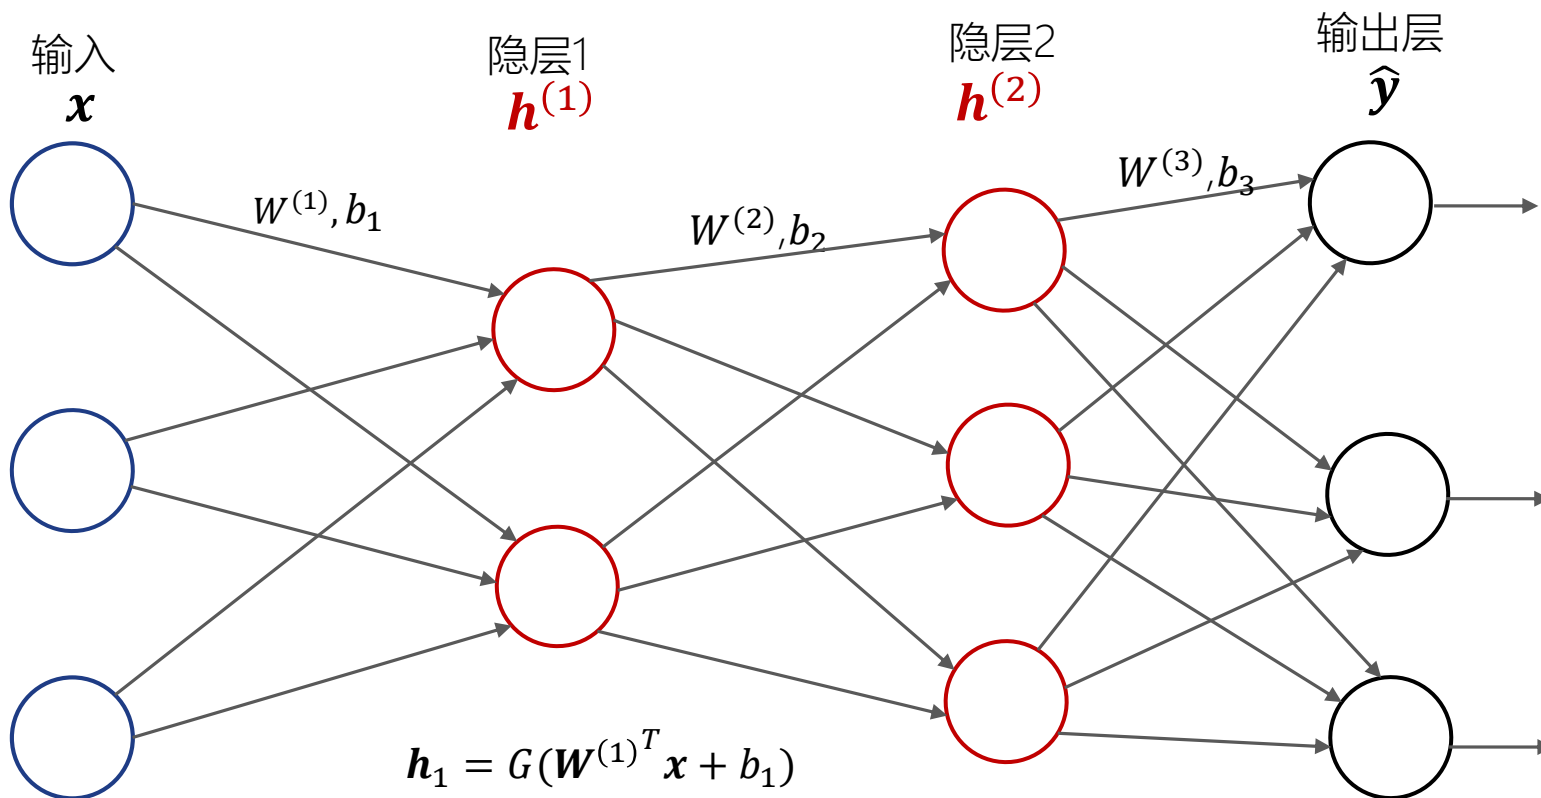 输入
x
隐层1
h^(1)
隐层2
h^(2)
输出层
ŷ
W^(1), b₁
W^(2), b₂
W^(3), b₃
h₁ = G(W^(1)^T x + b₁)